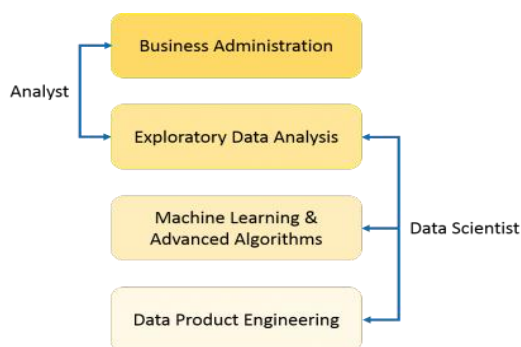 Business Administration
Analyst
Exploratory Data Analysis
Machine Learning &
Advanced Algorithms
Data Scientist
Data Product Engineering